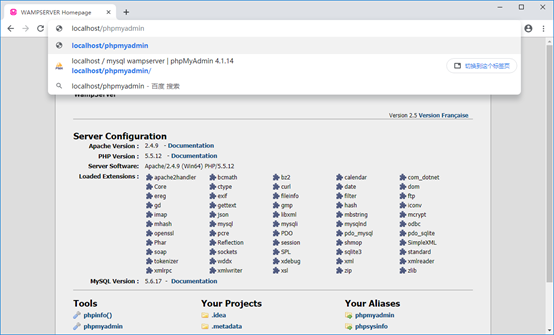 WAMPSERVER Homepage
localhost/phpmyadmin
localhost/phpmyadmin
localhost / mysql wampserver | phpMyAdmin 4.1.14
localhost/phpmyadmin/
切换到这个标签页
localhost/phpmyadmin - 百度 搜索
WampServer
Version 2.5 Version Française
Server Configuration
Apache Version : 2.4.9 - Documentation
PHP Version : 5.5.12 - Documentation
Server Software: Apache/2.4.9 (Win64) PHP/5.5.12
Loaded Extensions : apache2handler bcmath bz2 calendar com_dotnet
Core ctype curl date dom
ereg exif fileinfo filter ftp
gd gettext gmp hash iconv
imap json libxml mbstring mcrypt
mhash mysql mysqli mysqlnd odbc
openssl pcre PDO pdo_mysql pdo_sqlite
Phar Reflection session shmop SimpleXML
soap sockets SPL sqlite3 standard
tokenizer wddx xdebug xml xmlreader
xmlrpc xmlwriter xsl zip zlib
MySQL Version : 5.6.17 - Documentation
Tools Your Projects Your Aliases
phpinfo() .idea phpmyadmin
phpmyadmin .metadata phpsysinfo